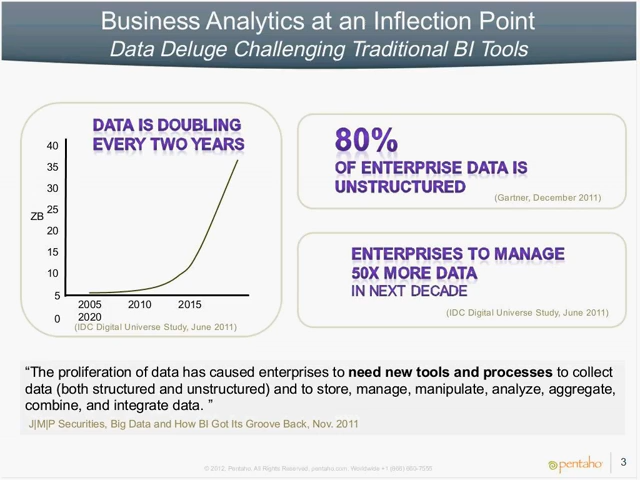 Business Analytics at an Inflection Point
Data Deluge Challenging Traditional BI Tools
DATA IS DOUBLING
EVERY TWO YEARS
40
35
30
ZB 25
20
15
10
5
0
2005 2010 2015
2020
(IDC Digital Universe Study, June 2011)
80%
OF ENTERPRISE DATA IS
UNSTRUCTURED
(Gartner, December 2011)
ENTERPRISES TO MANAGE
50X MORE DATA
IN NEXT DECADE
(IDC Digital Universe Study, June 2011)
“The proliferation of data has caused enterprises to need new tools and processes to collect
data (both structured and unstructured) and to store, manage, manipulate, analyze, aggregate,
combine, and integrate data. ”
J|M|P Securities, Big Data and How BI Got Its Groove Back, Nov. 2011
© 2012, Pentaho. All Rights Reserved. pentaho.com. Worldwide +1 (866)
pentaho
3